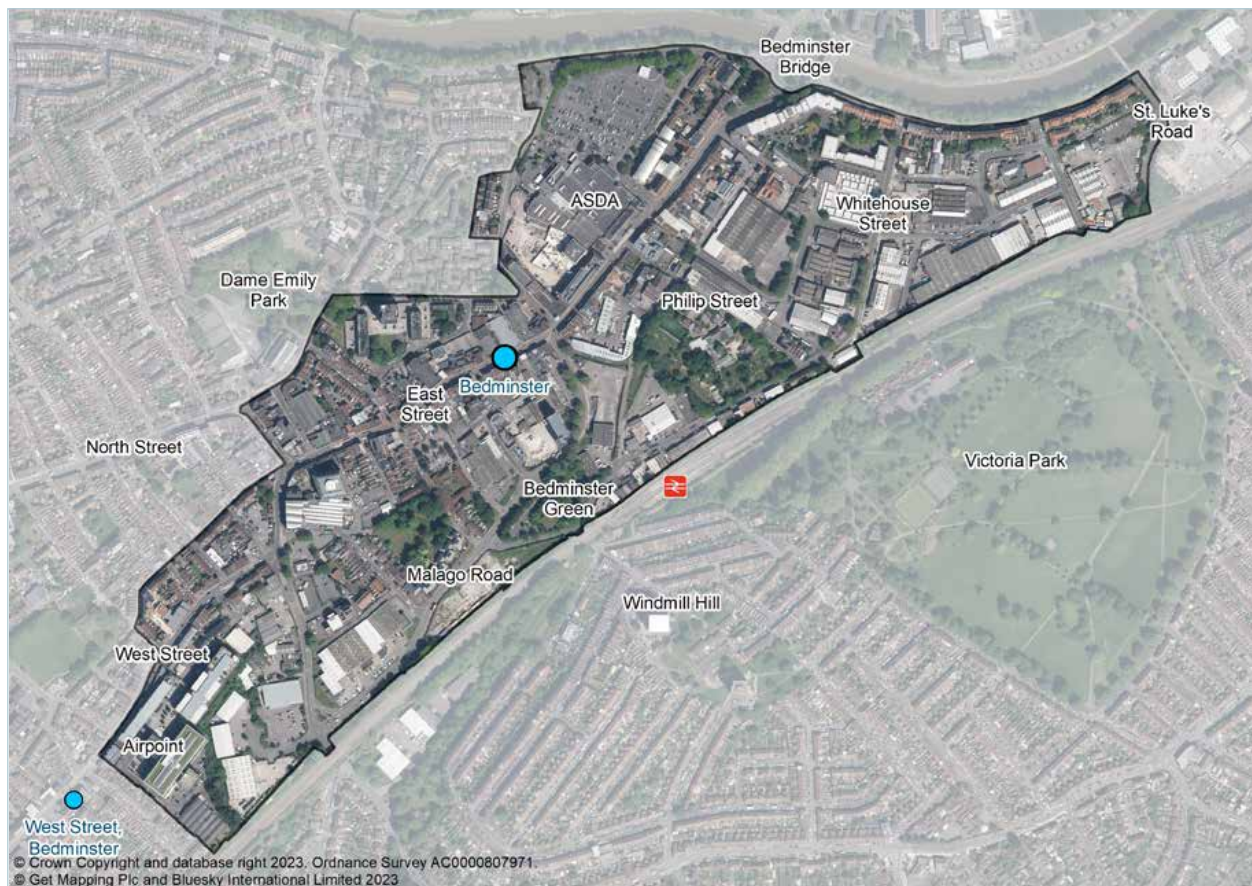 Bedminster
Bridge
St. Luke's
Road
ASDA
Whitehouse
Street
Dame Emily
Park
Philip Street
Bedminster
East
Street
North Street
Victoria Park
Bedminster
Green
Malago Road
Windmill Hill
West Street
Airpoint
West Street,
Bedminster
© Crown Copyright and database right 2023. Ordnance Survey AC0000807971.
© Get Mapping Plc and Bluesky International Limited 2023